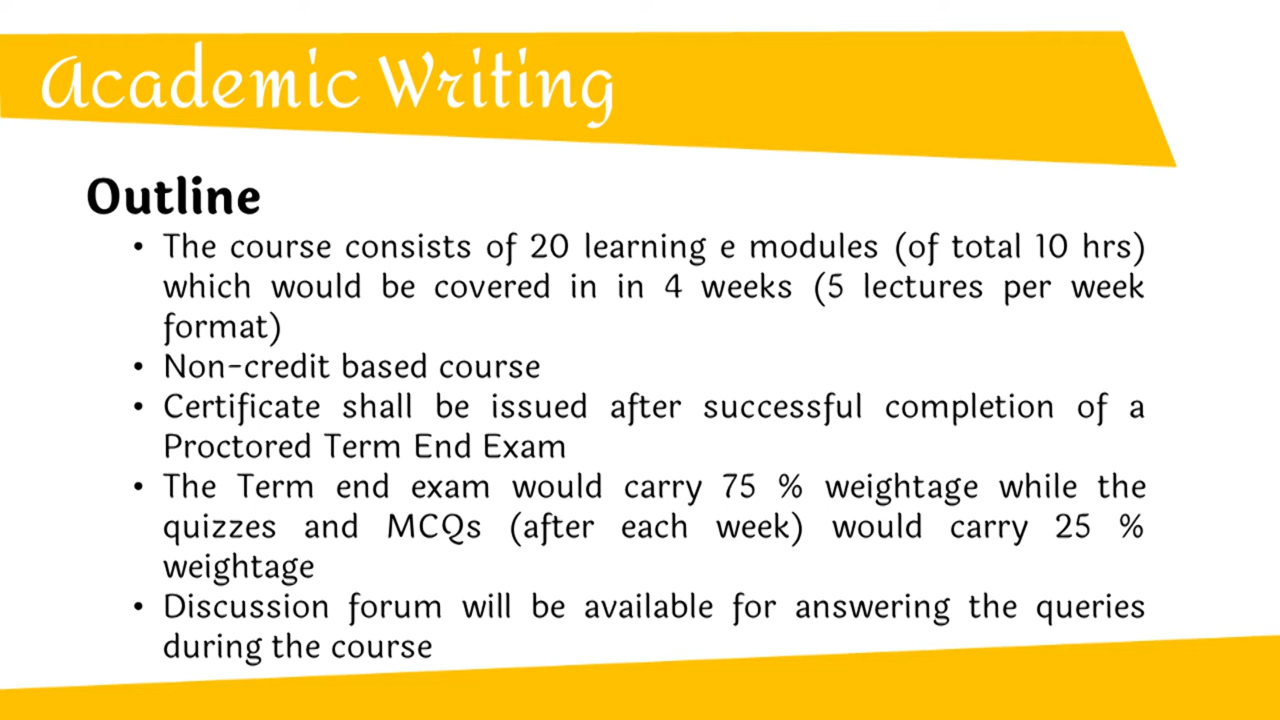 Academic Writing
Outline
• The course consists of 20 learning e modules (of total 10 hrs)
which would be covered in in 4 weeks (5 lectures per week
format)
• Non-credit based course
• Certificate shall be issued after successful completion of a
Proctored Term End Exam
• The Term end exam would carry 75 % weightage while the
quizzes and MCQs (after each week) would carry 25 %
weightage
• Discussion forum will be available for answering the queries
during the course